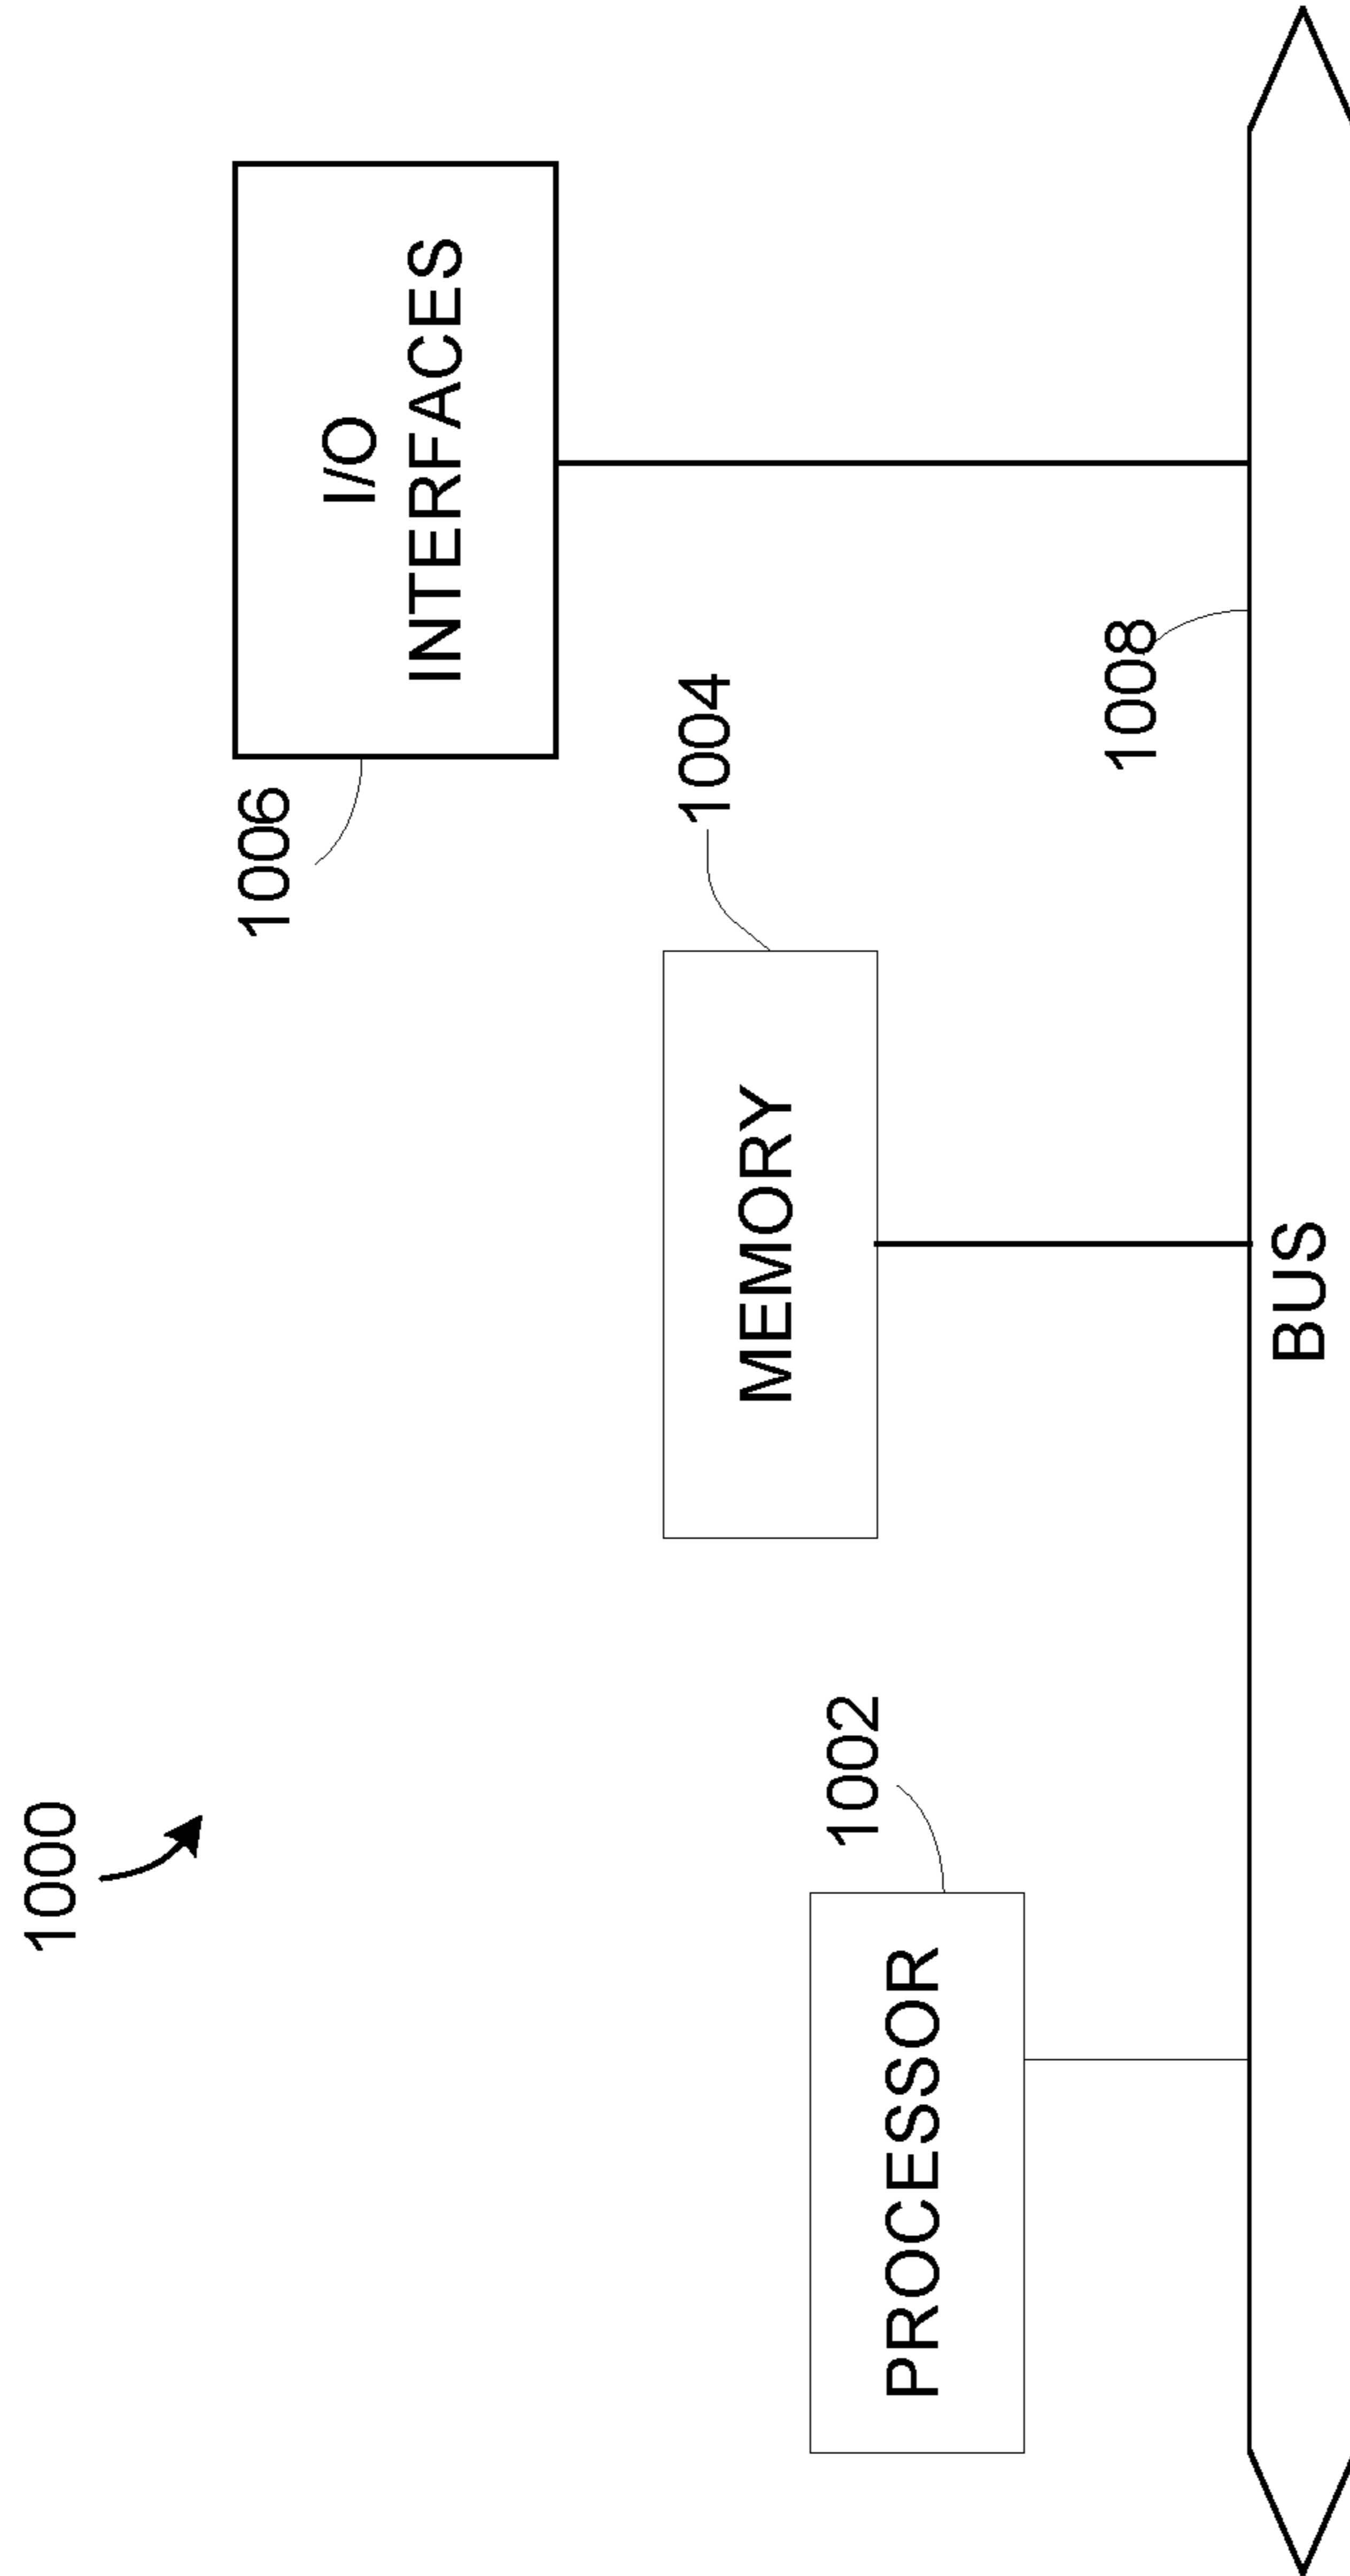 1000
1006
I/O
INTERFACES
1004
MEMORY
1002
PROCESSOR
1008
BUS